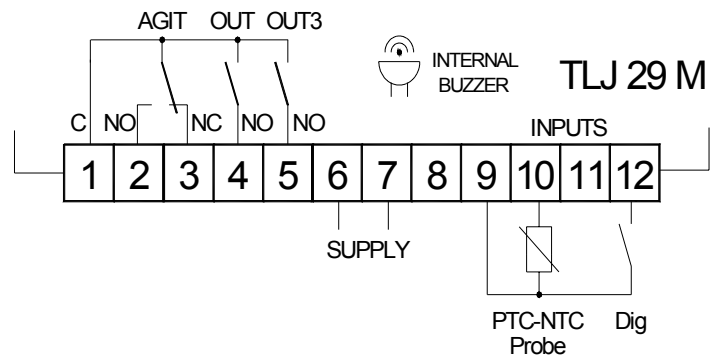 AGIT OUT OUT3
INTERNAL
BUZZER
TLJ 29 M
C NO NC NO NO
INPUTS
1 2 3 4 5 6 7 8 9 10 11 12
SUPPLY
PTC-NTC
Probe
Dig